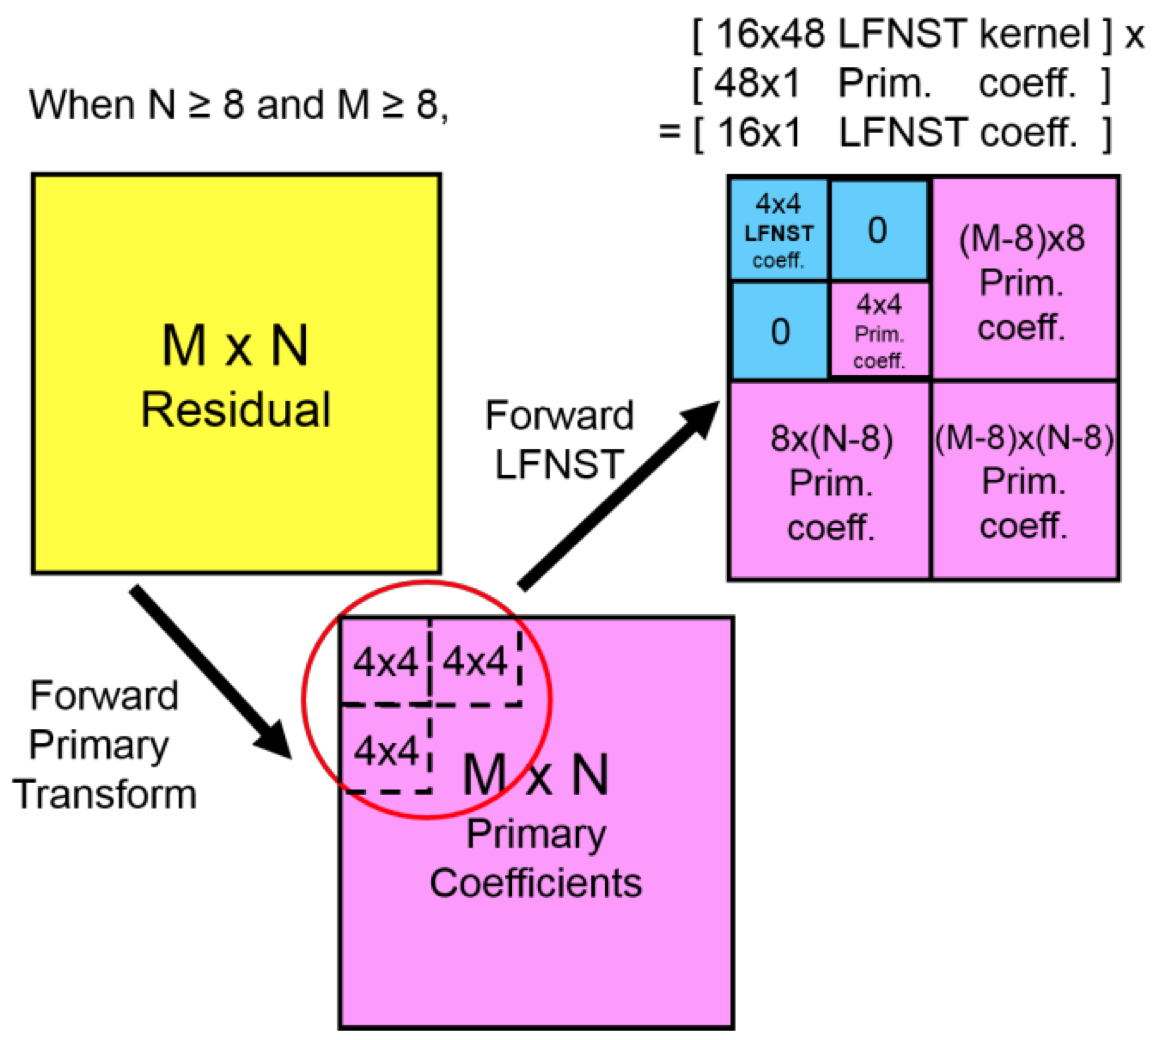 [ 16x48 LFNST kernel ] x
[ 48x1 Prim. coeff. ]
= [ 16x1 LFNST coeff. ]
When N ≥ 8 and M ≥ 8,
M x N
Residual
4x4
LFNST
coeff.
0
(M-8)x8
Prim.
coeff.
0
4x4
Prim.
coeff.
8x(N-8)
Prim.
coeff.
(M-8)x(N-8)
Prim.
coeff.
Forward
LFNST
Forward
Primary
Transform
4x4 4x4
4x4
M x N
Primary
Coefficients